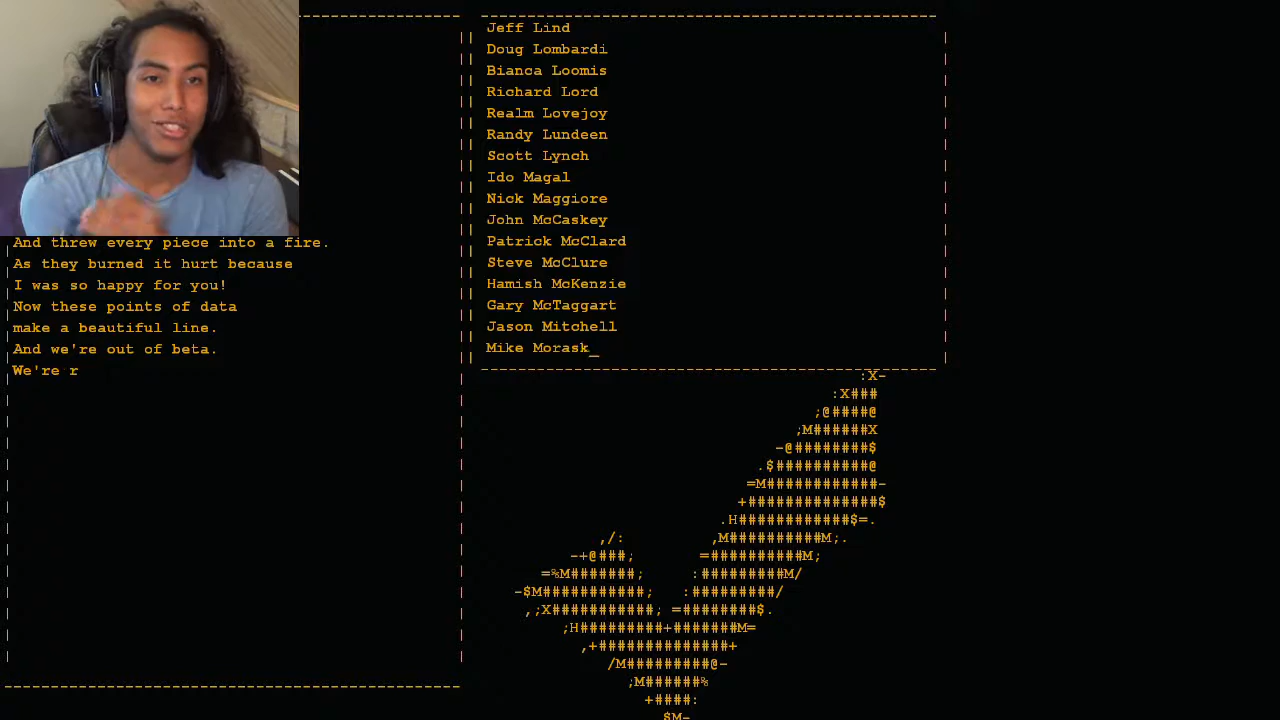 And threw every piece into a fire.
As they burned it hurt because
I was so happy for you!
Now these points of data
make a beautiful line.
And we're out of beta.
We're r
Jeff Lind
Doug Lombardi
Bianca Loomis
Richard Lord
Realm Lovejoy
Randy Lundeen
Scott Lynch
Ido Magal
Nick Maggiore
John McCaskey
Patrick McClard
Steve McClure
Hamish McKenzie
Gary McTaggart
Jason Mitchell
Mike Morask_